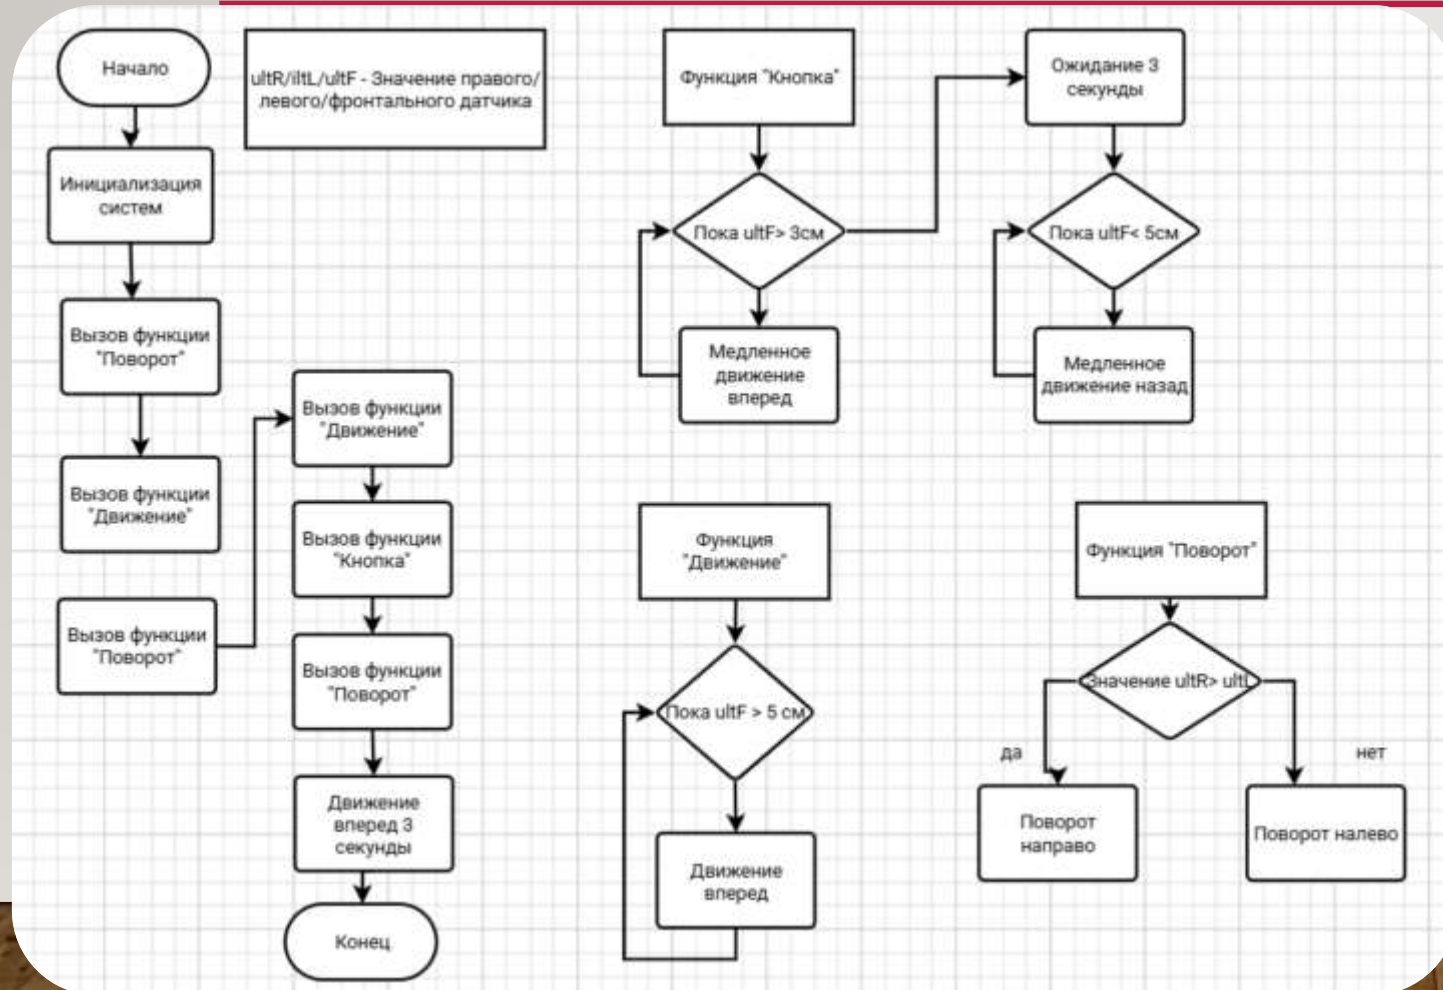 Начало
ultR/iltL/ultF - Значение правого/
левого/фронтального датчика
Инициализация
систем
Вызов функции
"Поворот"
Вызов функции
"Движение"
Вызов функции
"Поворот"
Вызов функции
"Движение"
Вызов функции
"Кнопка"
Вызов функции
"Поворот"
Движение
вперед 3
секунды
Конец
Функция "Кнопка"
Пока ultF> 3см
Медленное
движение
вперед
Ожидание 3
секунды
Пока ultF< 5см
Медленное
движение назад
Функция
"Движение"
Пока ultF > 5 см
Движение
вперед
Функция "Поворот"
Значение ultR> ultL
да
нет
Поворот
направо
Поворот налево